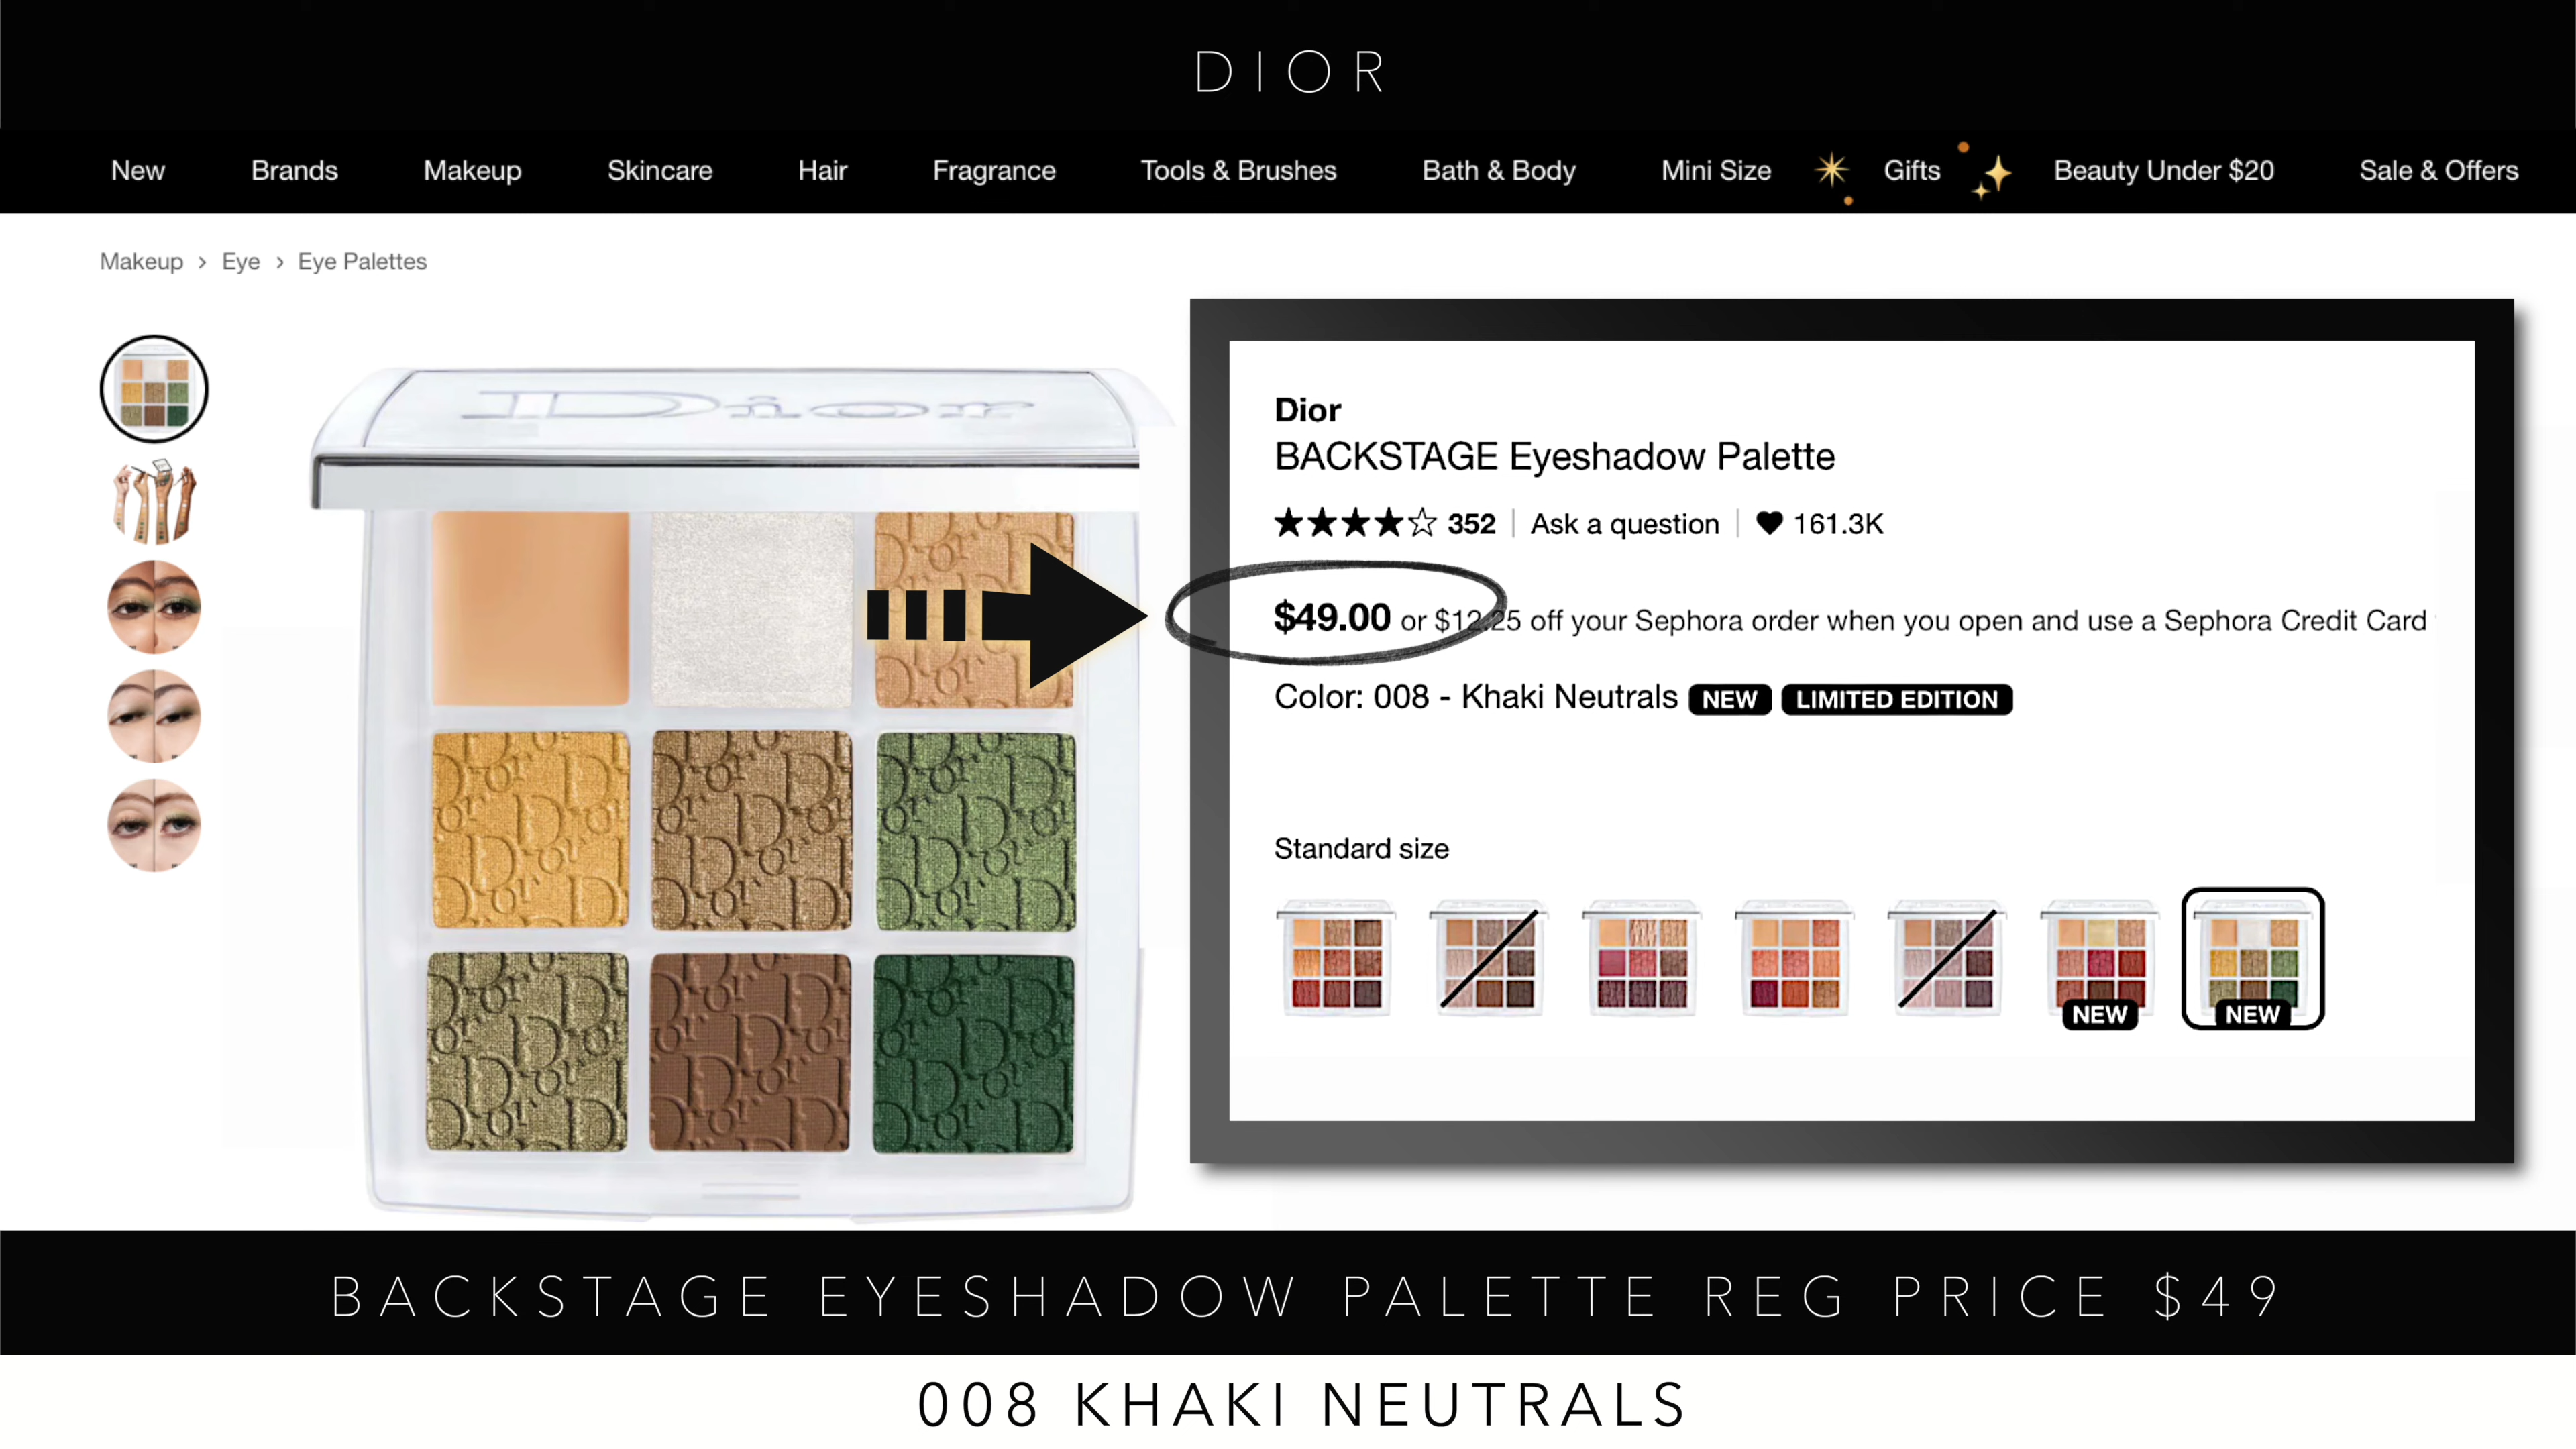 DIOR
New Brands Makeup Skincare Hair Fragrance Tools & Brushes Bath & Body Mini Size Gifts Beauty Under $20 Sale & Offers
Makeup > Eye > Eye Palettes
Dior
Dior
BACKSTAGE Eyeshadow Palette
352 | Ask a question | 161.3K
$49.00 or $12.25 off your Sephora order when you open and use a Sephora Credit Card
Color: 008 - Khaki Neutrals NEW LIMITED EDITION
Standard size
NEW NEW
BACKSTAGE EYESHADOW PALETTE REG PRICE $49
008 KHAKI NEUTRALS